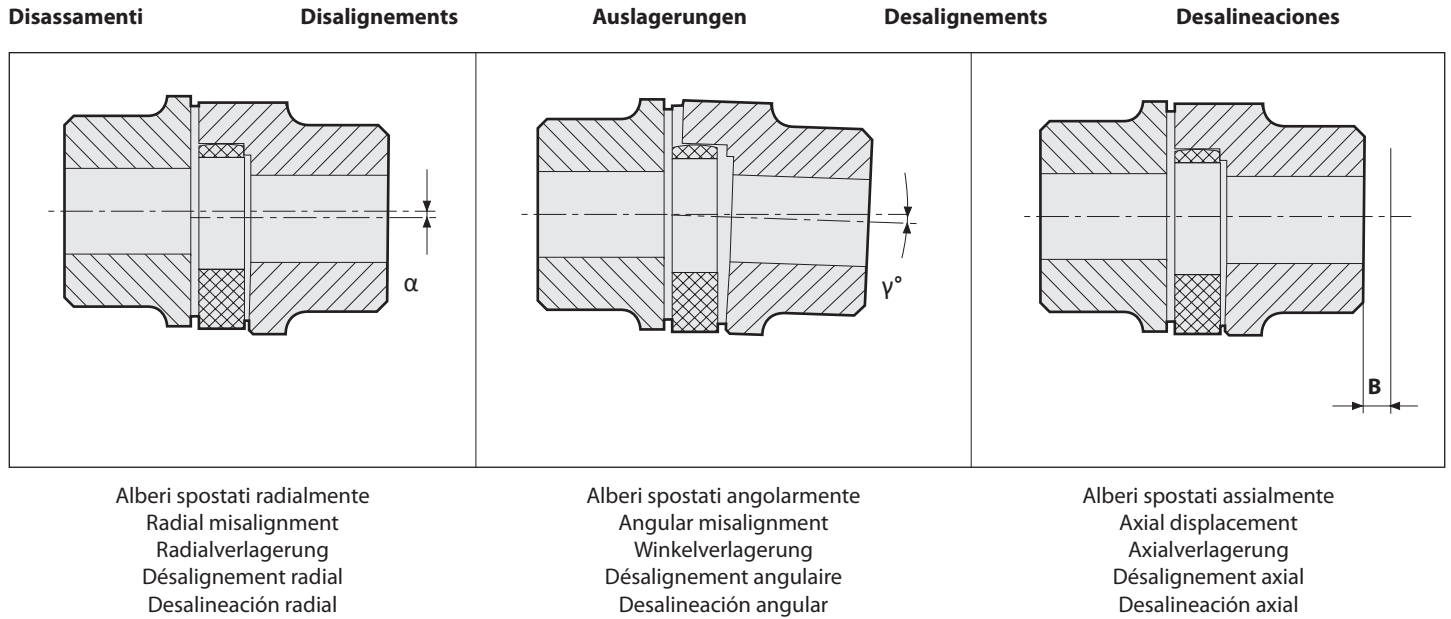 Disassamenti Disalignements Auslagerungen Desalignements Desalineaciones
α
γ°
B
Alberi spostati radialmente
Radial misalignment
Radialverlagerung
Désalignement radial
Desalineación radial
Alberi spostati angolarmente
Angular misalignment
Winkelverlagerung
Désalignement angulaire
Desalineación angular
Alberi spostati assialmente
Axial displacement
Axialverlagerung
Désalignement axial
Desalineación axial